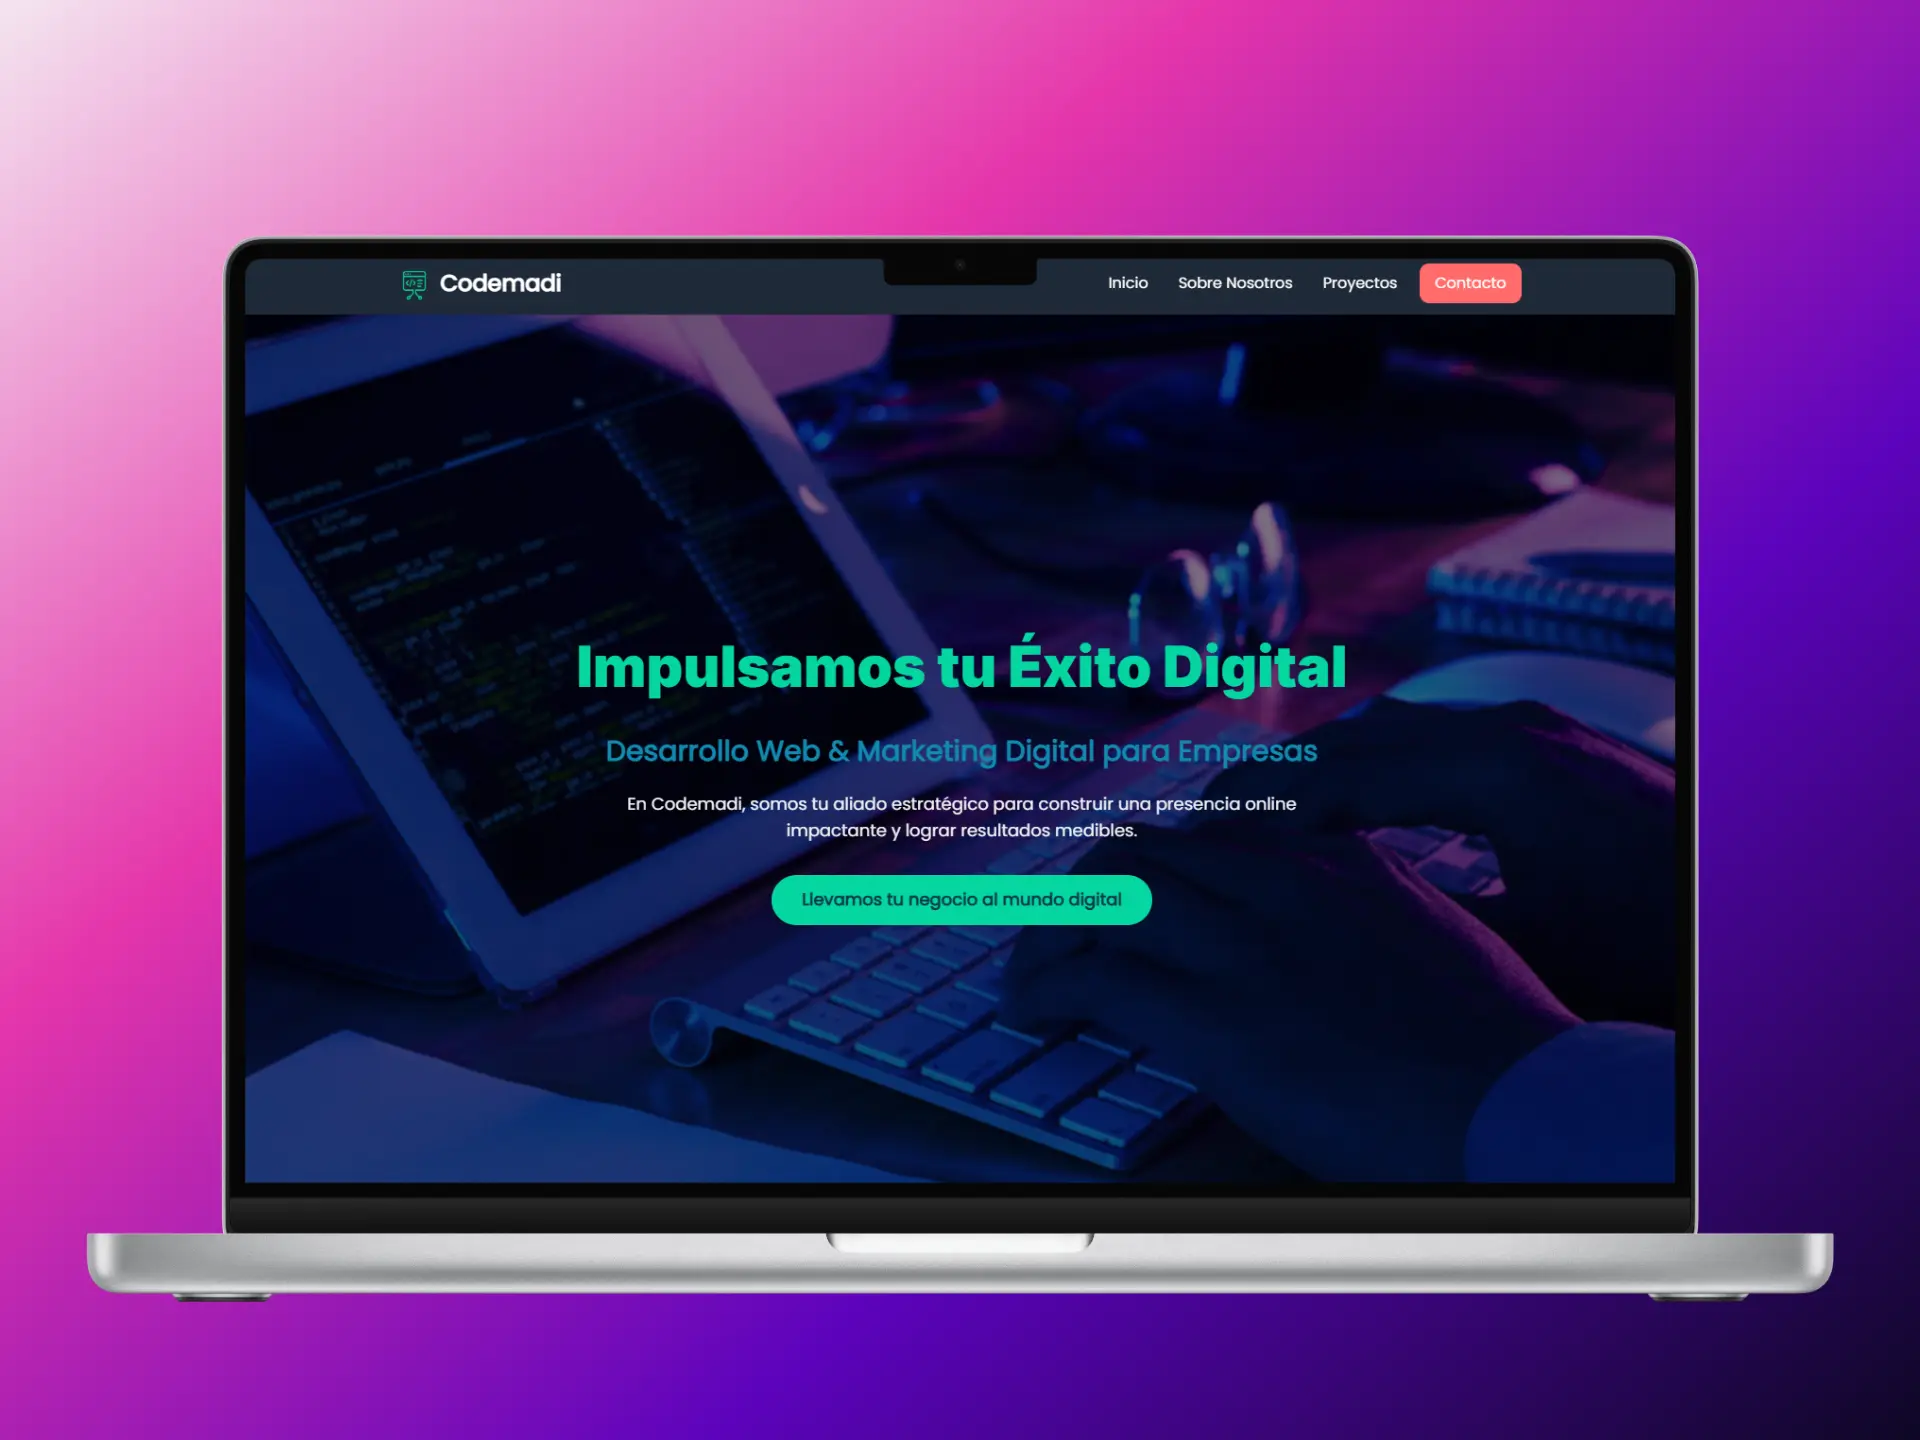 Codemadi
Inicio
Sobre Nosotros
Proyectos
Contacto
Impulsamos tu Éxito Digital
Desarrollo Web & Marketing Digital para Empresas
En Codemadi, somos tu aliado estratégico para construir una presencia online
impactante y lograr resultados medibles.
Llevamos tu negocio al mundo digital